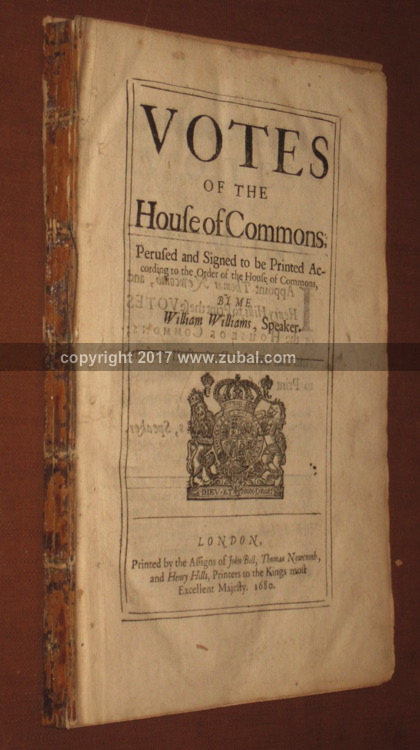 VOTES
OF THE
Houſe of Commons;
Perused and Signed to be Printed Ac-
cording to the Order of the Houſe of Commons,
BY ME
William Williams, Speaker.
copyright 2017 www.zubal.com
DIEV·ET MON·DROIT
LONDON,
Printed by the Aſſigns of John Bill, Thomas Newcomb,
and Henry Hills, Printers to the Kings moſt
Excellent Majeſty. 1680.